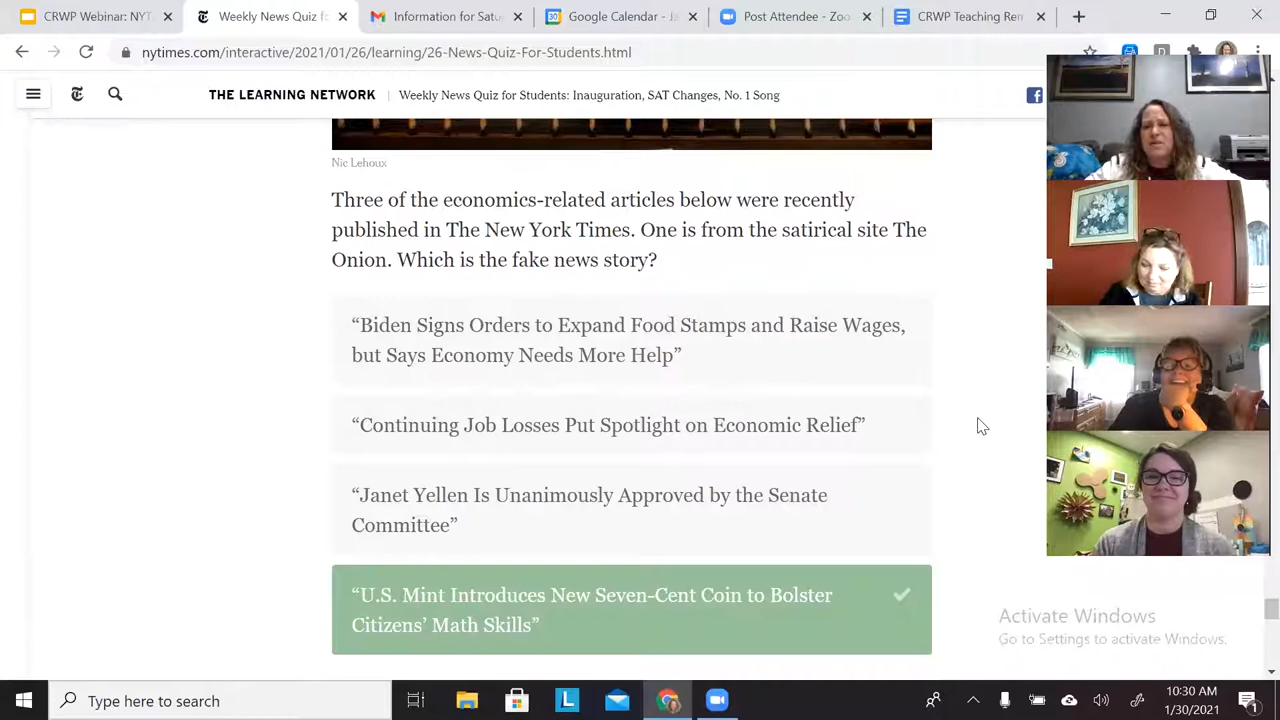 CRWP Webinar: NYT
Weekly News Quiz for S
Information for Satu
Google Calendar - Ja
Post Attendee - Zoo
CRWP Teaching Rem
nytimes.com/interactive/2021/01/26/learning/26-News-Quiz-For-Students.html
THE LEARNING NETWORK | Weekly News Quiz for Students: Inauguration, SAT Changes, No. 1 Song
Nic Lehoux
Three of the economics-related articles below were recently
published in The New York Times. One is from the satirical site The
Onion. Which is the fake news story?
“Biden Signs Orders to Expand Food Stamps and Raise Wages,
but Says Economy Needs More Help”
“Continuing Job Losses Put Spotlight on Economic Relief”
“Janet Yellen Is Unanimously Approved by the Senate
Committee”
“U.S. Mint Introduces New Seven-Cent Coin to Bolster
Citizens’ Math Skills”
Activate Windows
Go to Settings to activate Windows.
Type here to search
10:30 AM
1/30/2021